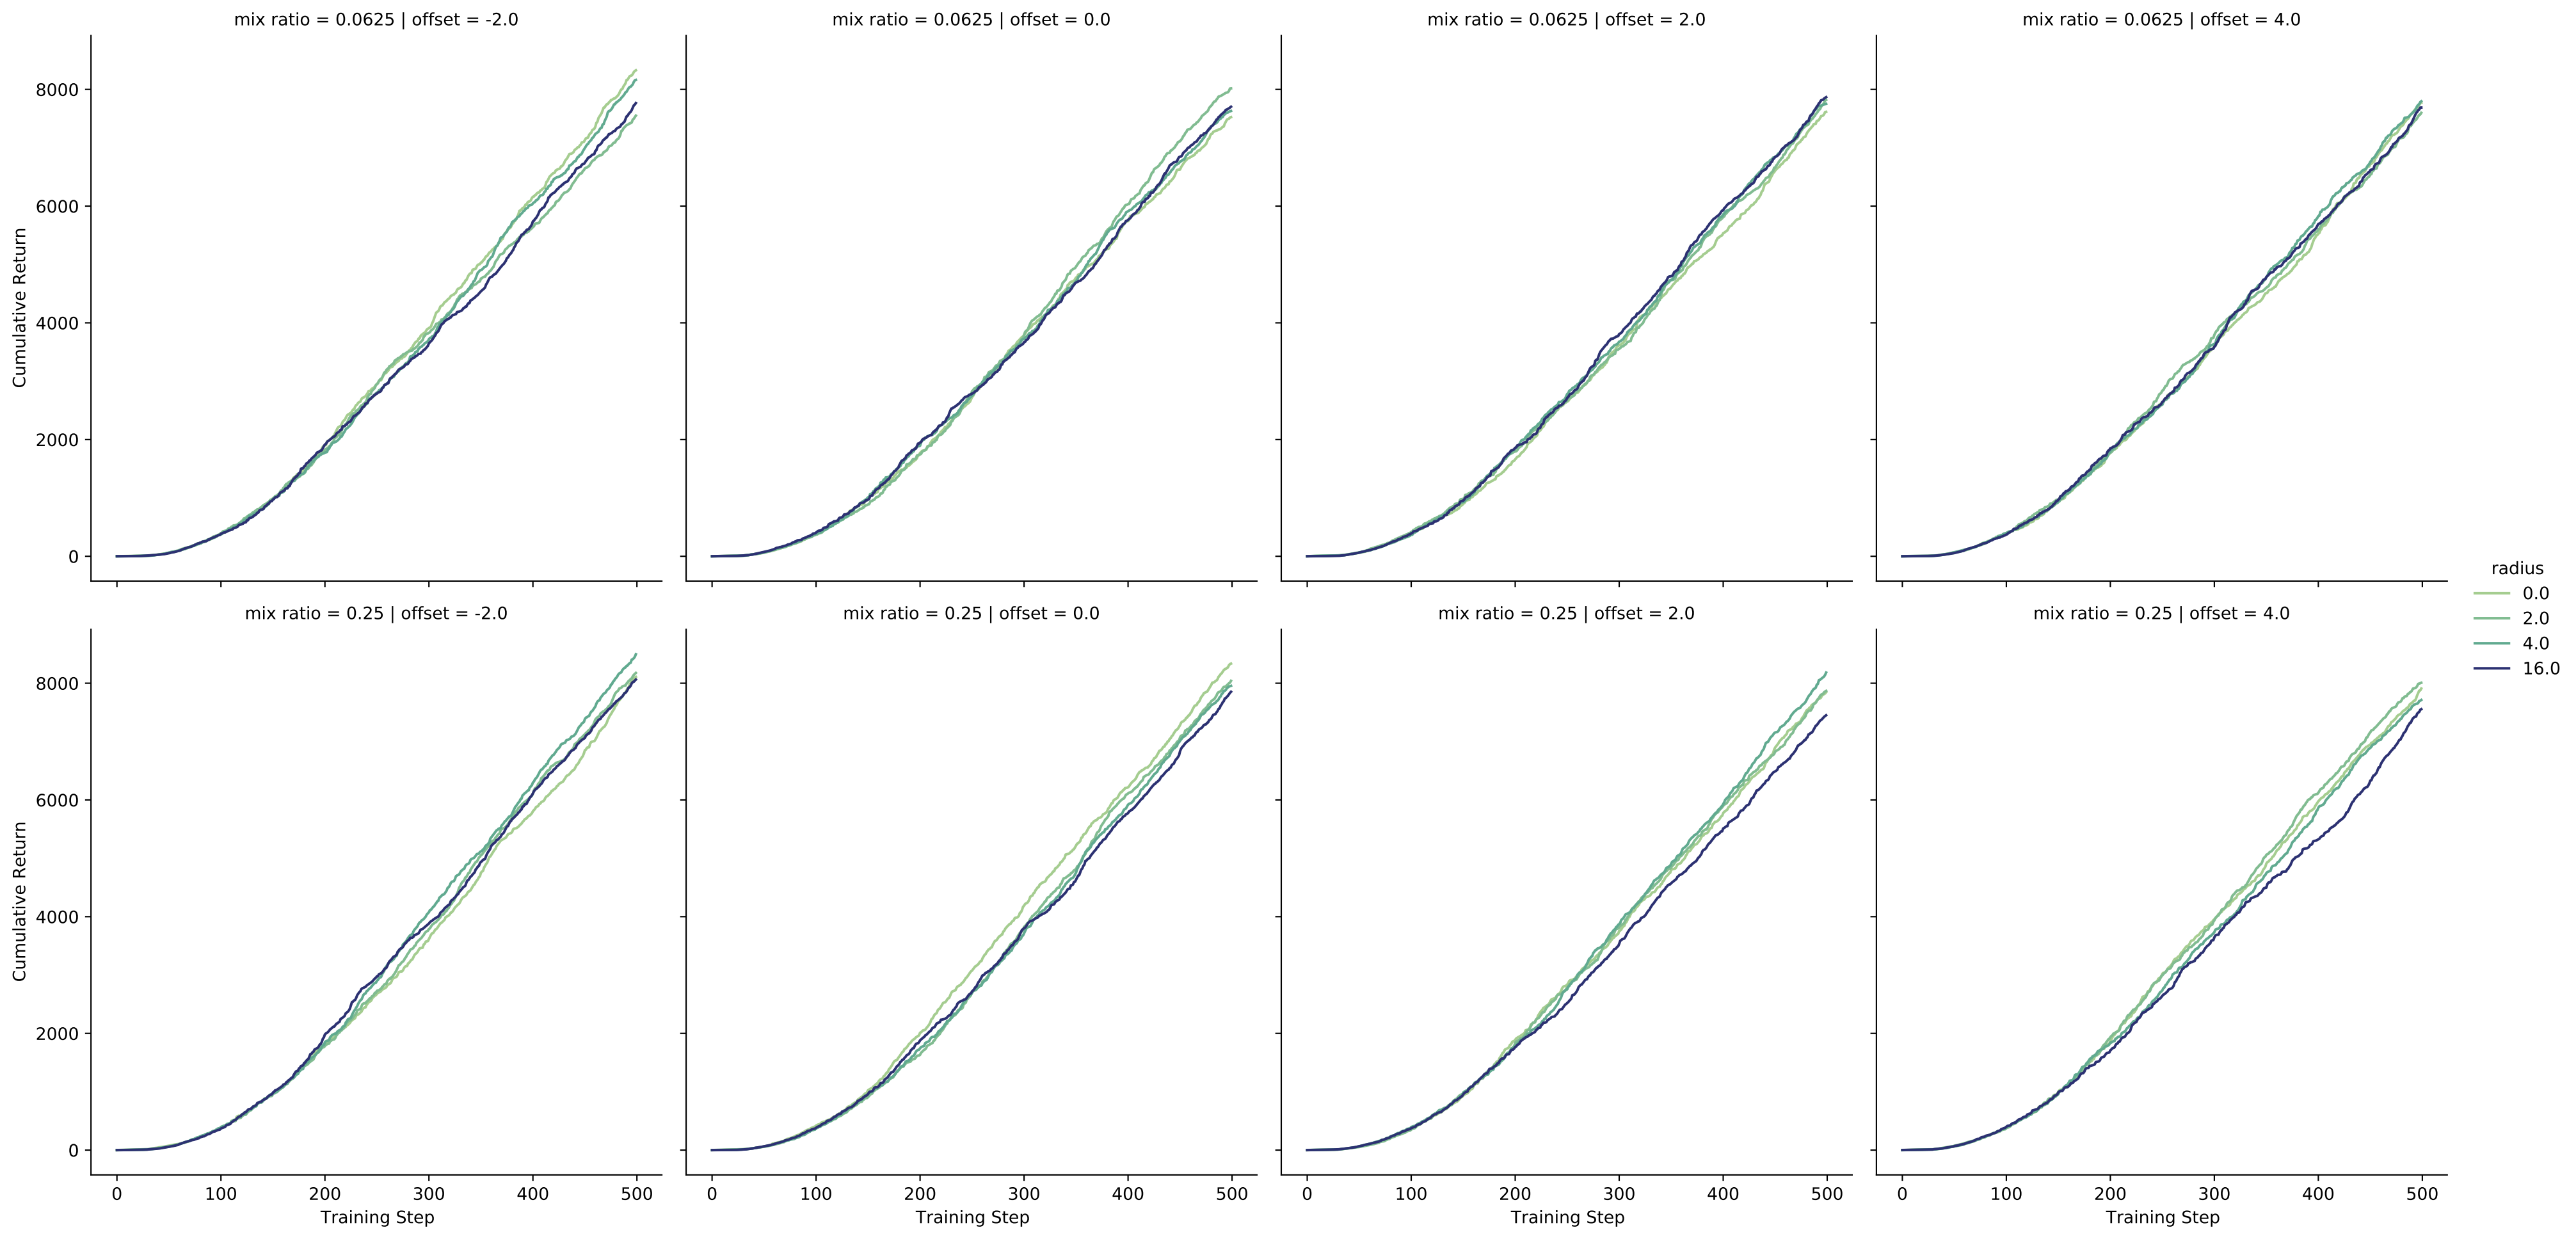 mix ratio = 0.0625 | offset = -2.0
mix ratio = 0.0625 | offset = 0.0
mix ratio = 0.0625 | offset = 2.0
mix ratio = 0.0625 | offset = 4.0
8000
6000
4000
2000
0
Cumulative Return
radius
0.0
2.0
4.0
16.0
mix ratio = 0.25 | offset = -2.0
mix ratio = 0.25 | offset = 0.0
mix ratio = 0.25 | offset = 2.0
mix ratio = 0.25 | offset = 4.0
8000
6000
4000
2000
0
Cumulative Return
0 100 200 300 400 500
0 100 200 300 400 500
0 100 200 300 400 500
0 100 200 300 400 500
Training Step
Training Step
Training Step
Training Step